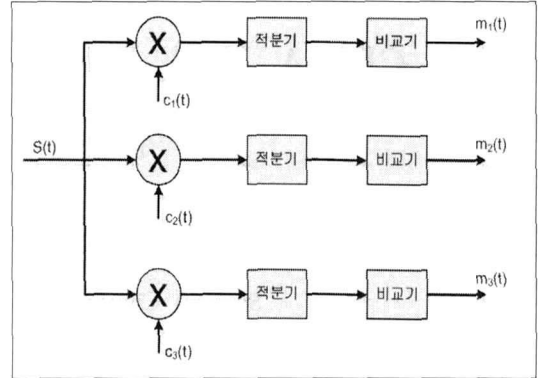 X 적분기 비교기 m₁(t)
c₁(t)
S(t) X 적분기 비교기 m₂(t)
c₂(t)
X 적분기 비교기 m₃(t)
c₃(t)